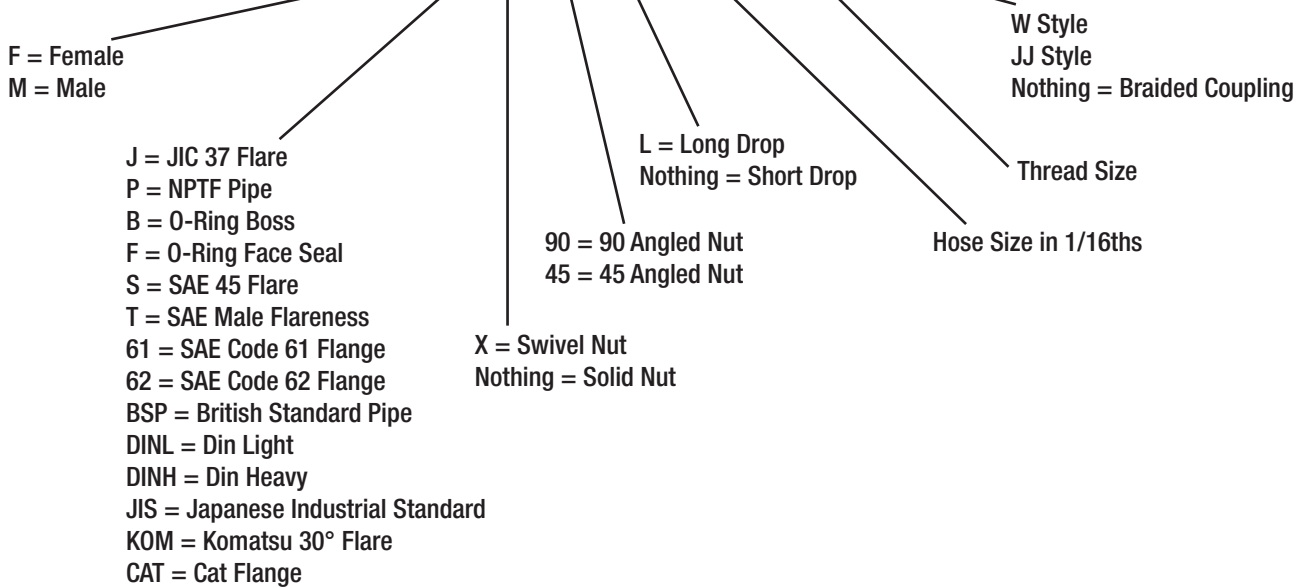 F = Female
M = Male
J = JIC 37 Flare
P = NPTF Pipe
B = O-Ring Boss
F = O-Ring Face Seal
S = SAE 45 Flare
T = SAE Male Flareness
61 = SAE Code 61 Flange
62 = SAE Code 62 Flange
BSP = British Standard Pipe
DINL = Din Light
DINH = Din Heavy
JIS = Japanese Industrial Standard
KOM = Komatsu 30° Flare
CAT = Cat Flange
X = Swivel Nut
Nothing = Solid Nut
90 = 90 Angled Nut
45 = 45 Angled Nut
L = Long Drop
Nothing = Short Drop
Hose Size in 1/16ths
Thread Size
W Style
JJ Style
Nothing = Braided Coupling